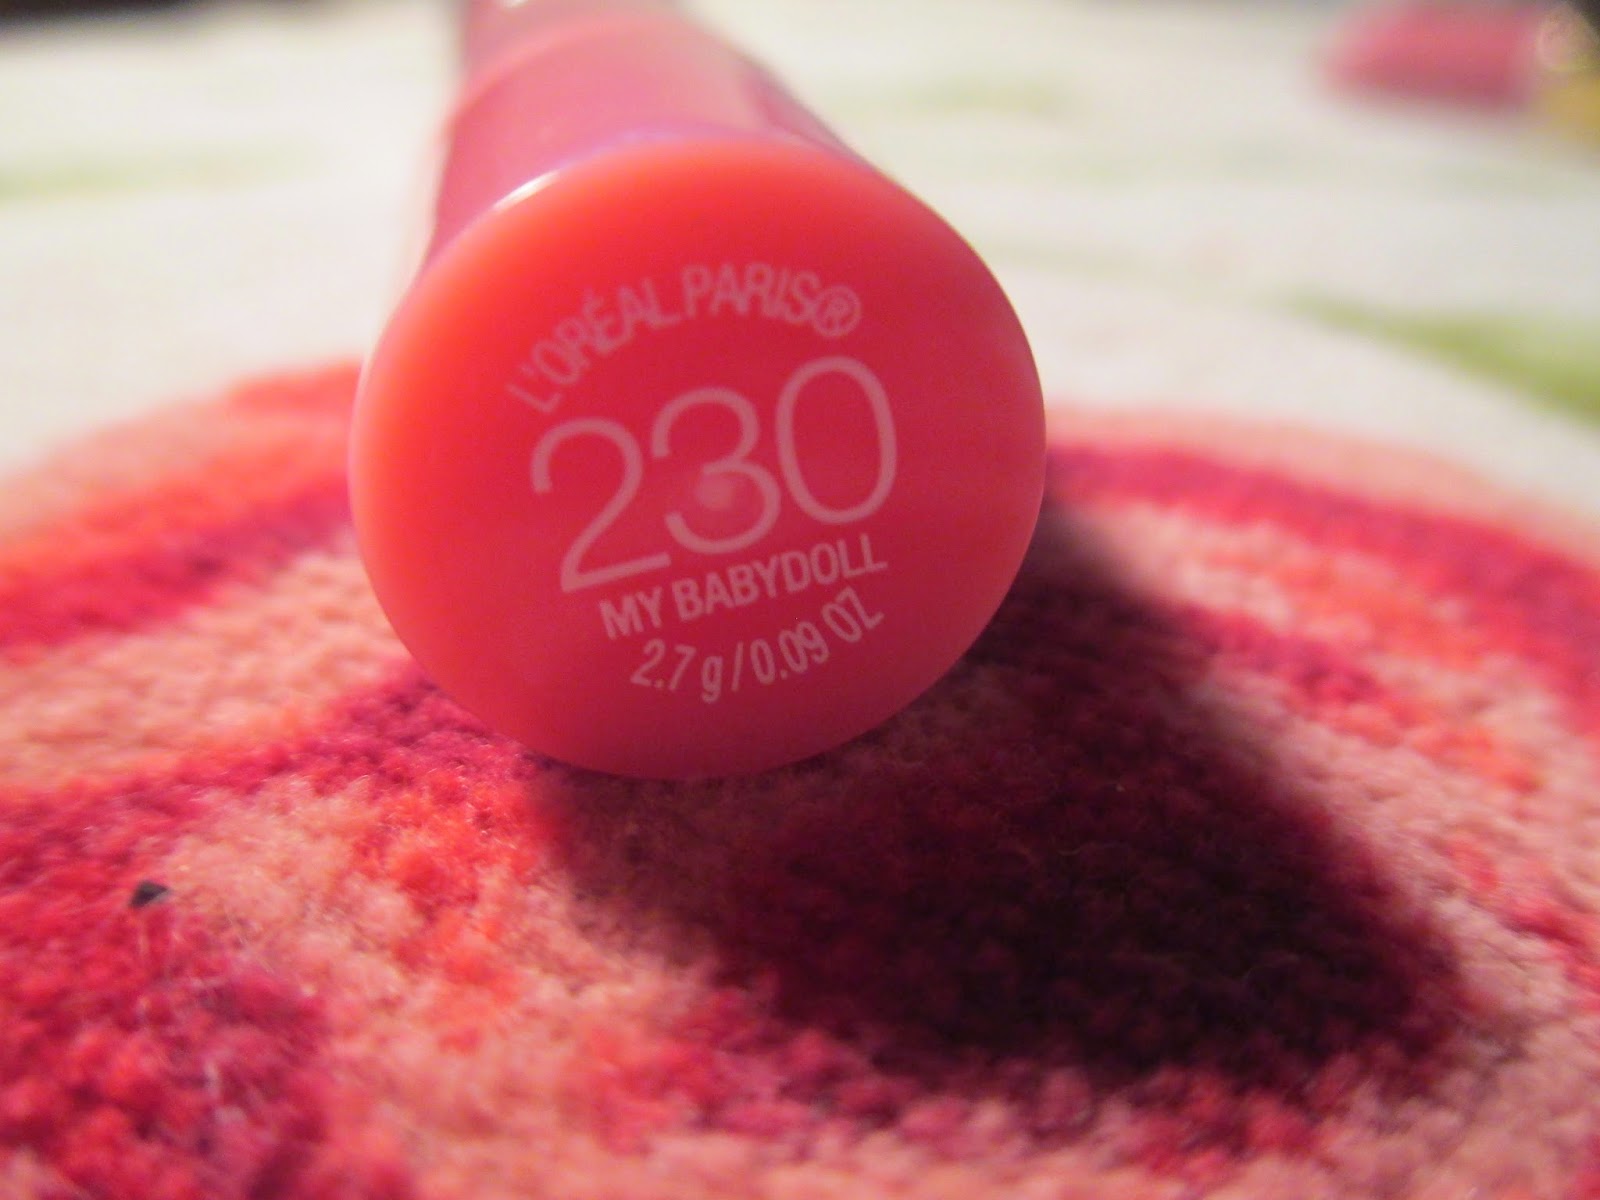 L'ORÉAL PARIS®
230
MY BABYDOLL
2.7 g / 0.09 OZ